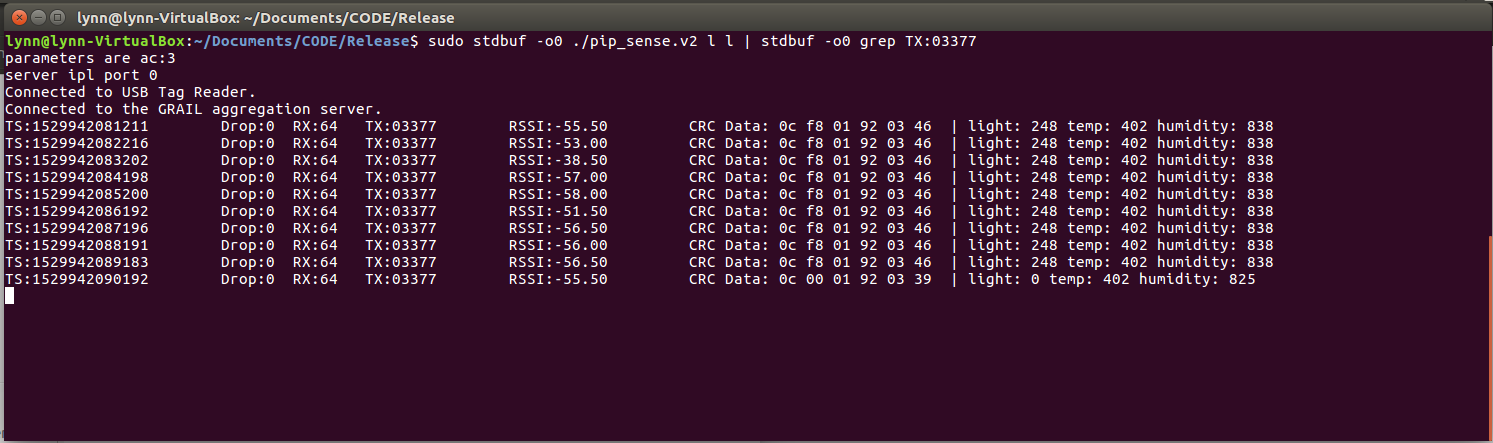 lynn@lynn-VirtualBox: ~/Documents/CODE/Release
lynn@lynn-VirtualBox:~/Documents/CODE/Release$ sudo stdbuf -o0 ./pip_sense.v2 l l | stdbuf -o0 grep TX:03377
parameters are ac:3
server ipl port 0
Connected to USB Tag Reader.
Connected to the GRAIL aggregation server.
TS:1529942081211 Drop:0 RX:64 TX:03377 RSSI:-55.50 CRC Data: 0c f8 01 92 03 46 | light: 248 temp: 402 humidity: 838
TS:1529942082216 Drop:0 RX:64 TX:03377 RSSI:-53.00 CRC Data: 0c f8 01 92 03 46 | light: 248 temp: 402 humidity: 838
TS:1529942083202 Drop:0 RX:64 TX:03377 RSSI:-38.50 CRC Data: 0c f8 01 92 03 46 | light: 248 temp: 402 humidity: 838
TS:1529942084198 Drop:0 RX:64 TX:03377 RSSI:-57.00 CRC Data: 0c f8 01 92 03 46 | light: 248 temp: 402 humidity: 838
TS:1529942085200 Drop:0 RX:64 TX:03377 RSSI:-58.00 CRC Data: 0c f8 01 92 03 46 | light: 248 temp: 402 humidity: 838
TS:1529942086192 Drop:0 RX:64 TX:03377 RSSI:-51.50 CRC Data: 0c f8 01 92 03 46 | light: 248 temp: 402 humidity: 838
TS:1529942087196 Drop:0 RX:64 TX:03377 RSSI:-56.50 CRC Data: 0c f8 01 92 03 46 | light: 248 temp: 402 humidity: 838
TS:1529942088191 Drop:0 RX:64 TX:03377 RSSI:-56.00 CRC Data: 0c f8 01 92 03 46 | light: 248 temp: 402 humidity: 838
TS:1529942089183 Drop:0 RX:64 TX:03377 RSSI:-56.50 CRC Data: 0c f8 01 92 03 46 | light: 248 temp: 402 humidity: 838
TS:1529942090192 Drop:0 RX:64 TX:03377 RSSI:-55.50 CRC Data: 0c 00 01 92 03 39 | light: 0 temp: 402 humidity: 825